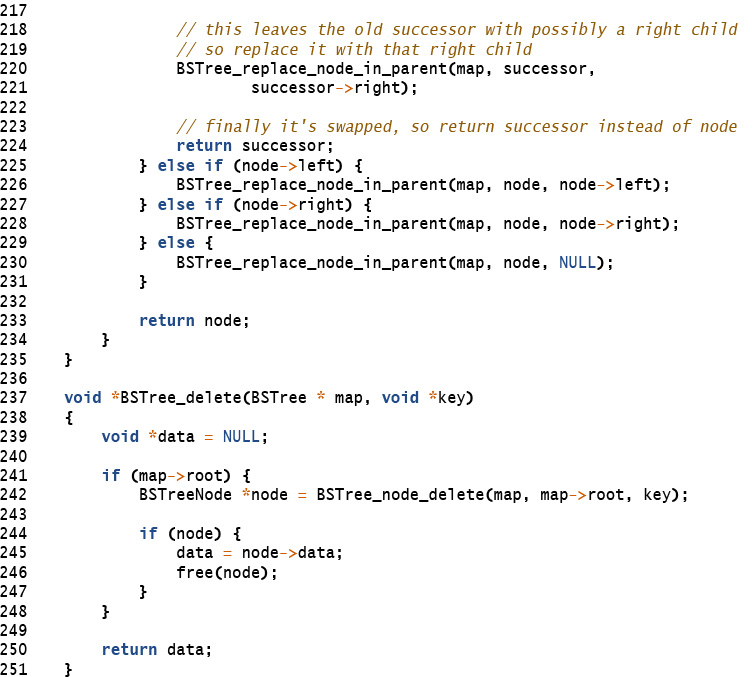 217
218 // this leaves the old successor with possibly a right child
219 // so replace it with that right child
220 BSTree_replace_node_in_parent(map, successor,
221 successor->right);
222
223 // finally it's swapped, so return successor instead of node
224 return successor;
225 } else if (node->left) {
226 BSTree_replace_node_in_parent(map, node, node->left);
227 } else if (node->right) {
228 BSTree_replace_node_in_parent(map, node, node->right);
229 } else {
230 BSTree_replace_node_in_parent(map, node, NULL);
231 }
232
233 return node;
234 }
235 }
236
237 void *BSTree_delete(BSTree * map, void *key)
238 {
239 void *data = NULL;
240
241 if (map->root) {
242 BSTreeNode *node = BSTree_node_delete(map, map->root, key);
243
244 if (node) {
245 data = node->data;
246 free(node);
247 }
248 }
249
250 return data;
251 }